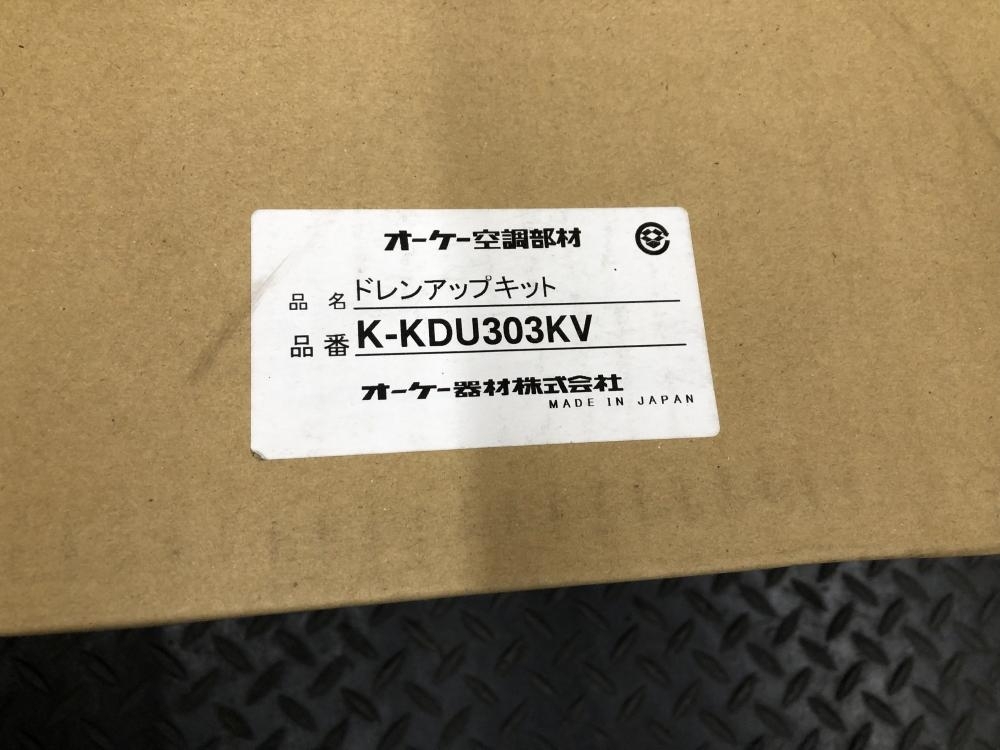 オーケー空調部材
品名 ドレンアップキット
品番 K-KDU303KV
オーケー器材株式会社
MADE IN JAPAN